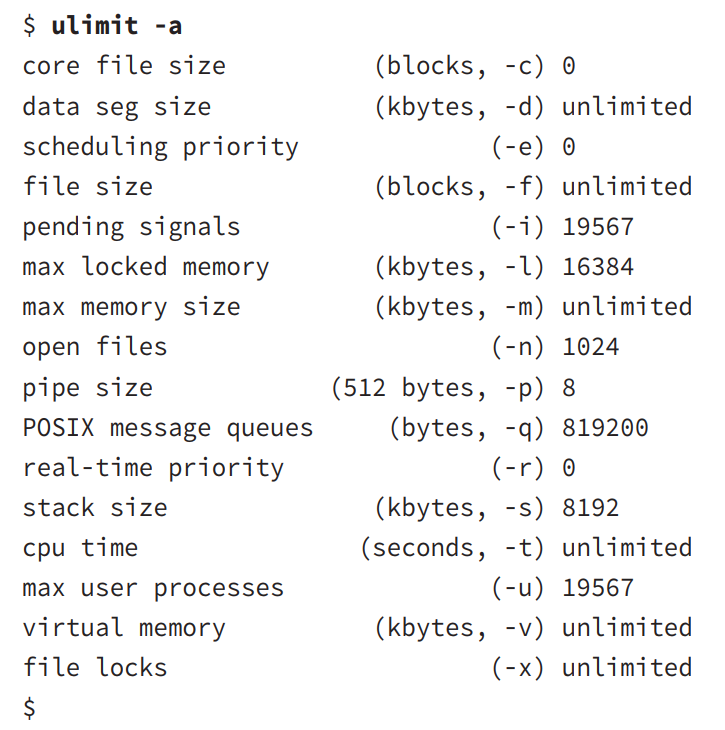 $ ulimit -a
core file size          (blocks, -c) 0
data seg size           (kbytes, -d) unlimited
scheduling priority             (-e) 0
file size               (blocks, -f) unlimited
pending signals                 (-i) 19567
max locked memory       (kbytes, -l) 16384
max memory size         (kbytes, -m) unlimited
open files                      (-n) 1024
pipe size            (512 bytes, -p) 8
POSIX message queues     (bytes, -q) 819200
real-time priority              (-r) 0
stack size              (kbytes, -s) 8192
cpu time               (seconds, -t) unlimited
max user processes              (-u) 19567
virtual memory          (kbytes, -v) unlimited
file locks                      (-x) unlimited
$